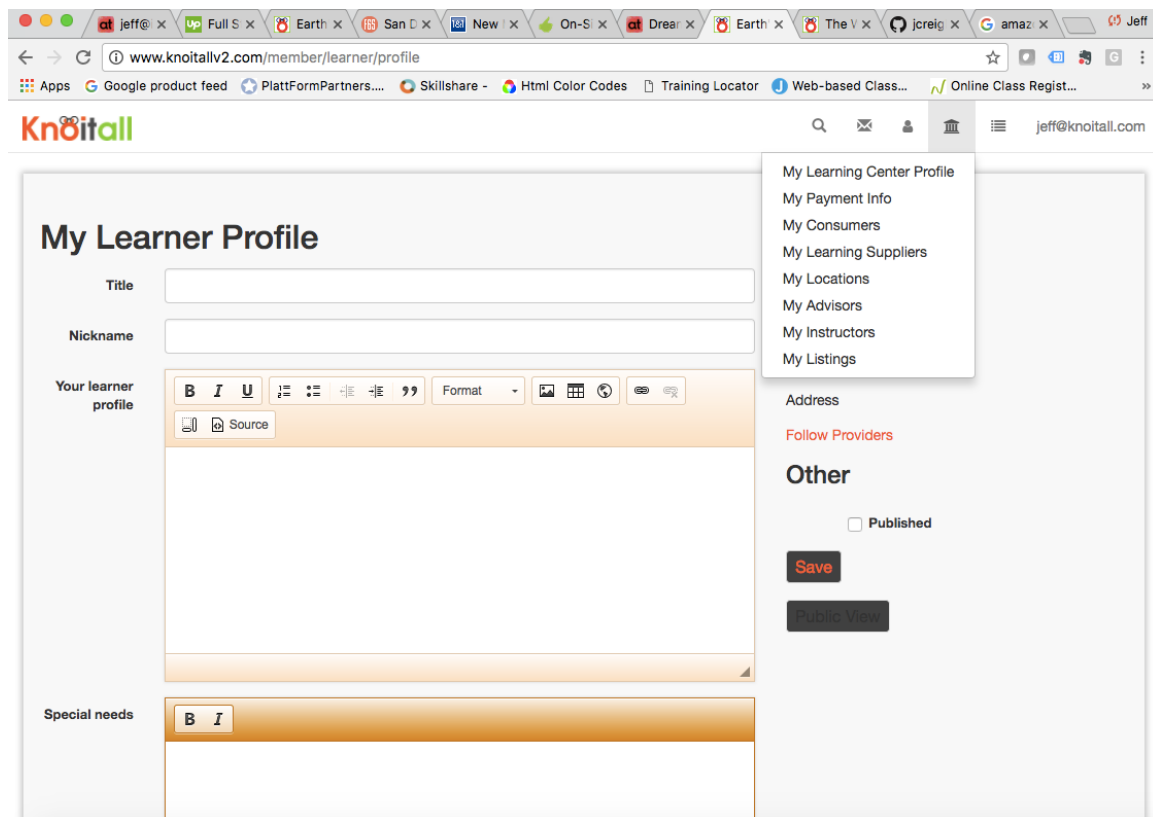 jeff@ Full S Earth San D New On-Si Drear Earth The V jcreig amaz Jeff
www.knoitallv2.com/member/learner/profile
Apps Google product feed PlattFormPartners.... Skillshare - Html Color Codes Training Locator Web-based Class... Online Class Regist... »
Knoitall jeff@knoitall.com
My Learning Center Profile
My Payment Info
My Consumers
My Learning Suppliers
My Locations
My Advisors
My Instructors
My Listings
My Learner Profile
Title
Nickname
Your learner
profile
B I U Format
Source
Address
Follow Providers
Other
Published
Save
Public View
Special needs
B I